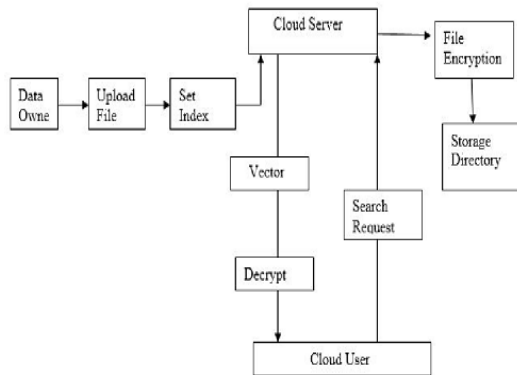 Cloud Server
File
Encryption
Data
Owne
Upload
File
Set
Index
Storage
Directory
Vector
Search
Request
Decrypt
Cloud User